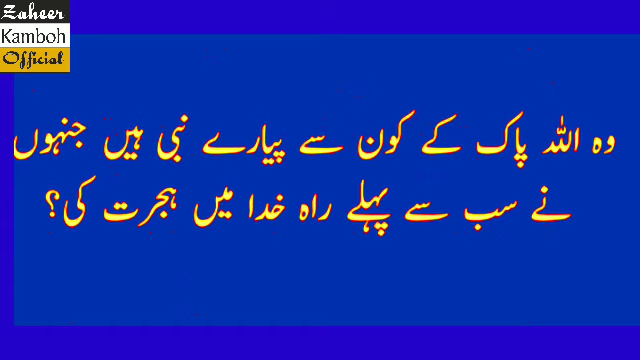 Zaheer
Kamboh
Official
وہ اللہ پاک کے کون سے پیارے نبی ہیں جنہوں
نے سب سے پہلے راہ خدا میں ہجرت کی؟